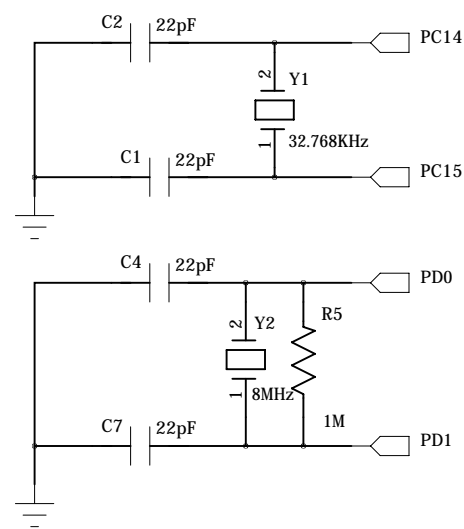 C2 22pF PC14
2 Y1
1 32.768KHz
C1 22pF PC15
C4 22pF PD0
R5
2 Y2
1 8MHz
1M
C7 22pF PD1